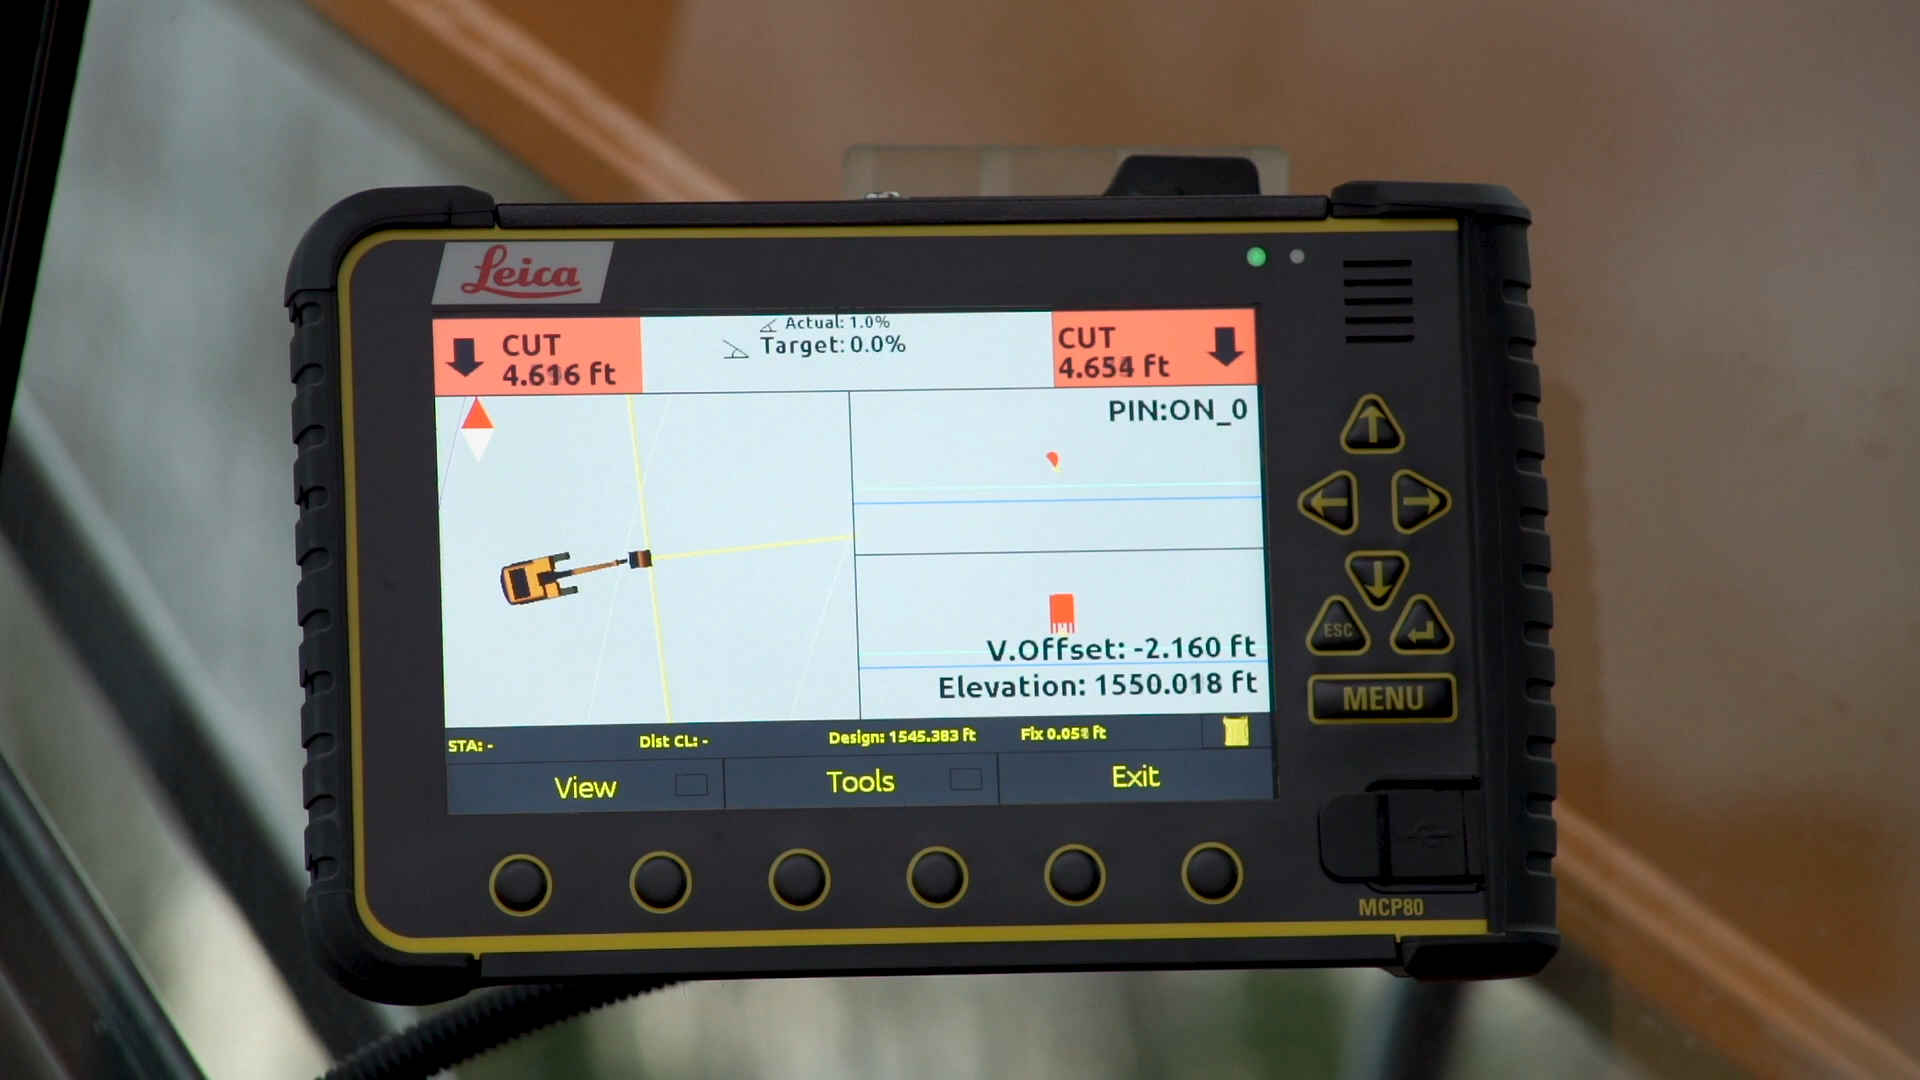 Leica
CUT
4.616 ft
Actual: 1.0%
Target: 0.0%
CUT
4.654 ft
PIN:ON_0
V.Offset: -2.160 ft
Elevation: 1550.018 ft
STA: -
Dist CL: -
Design: 1545.383 ft
Fix ft
View
Tools
Exit
ESC
MENU
MCP80